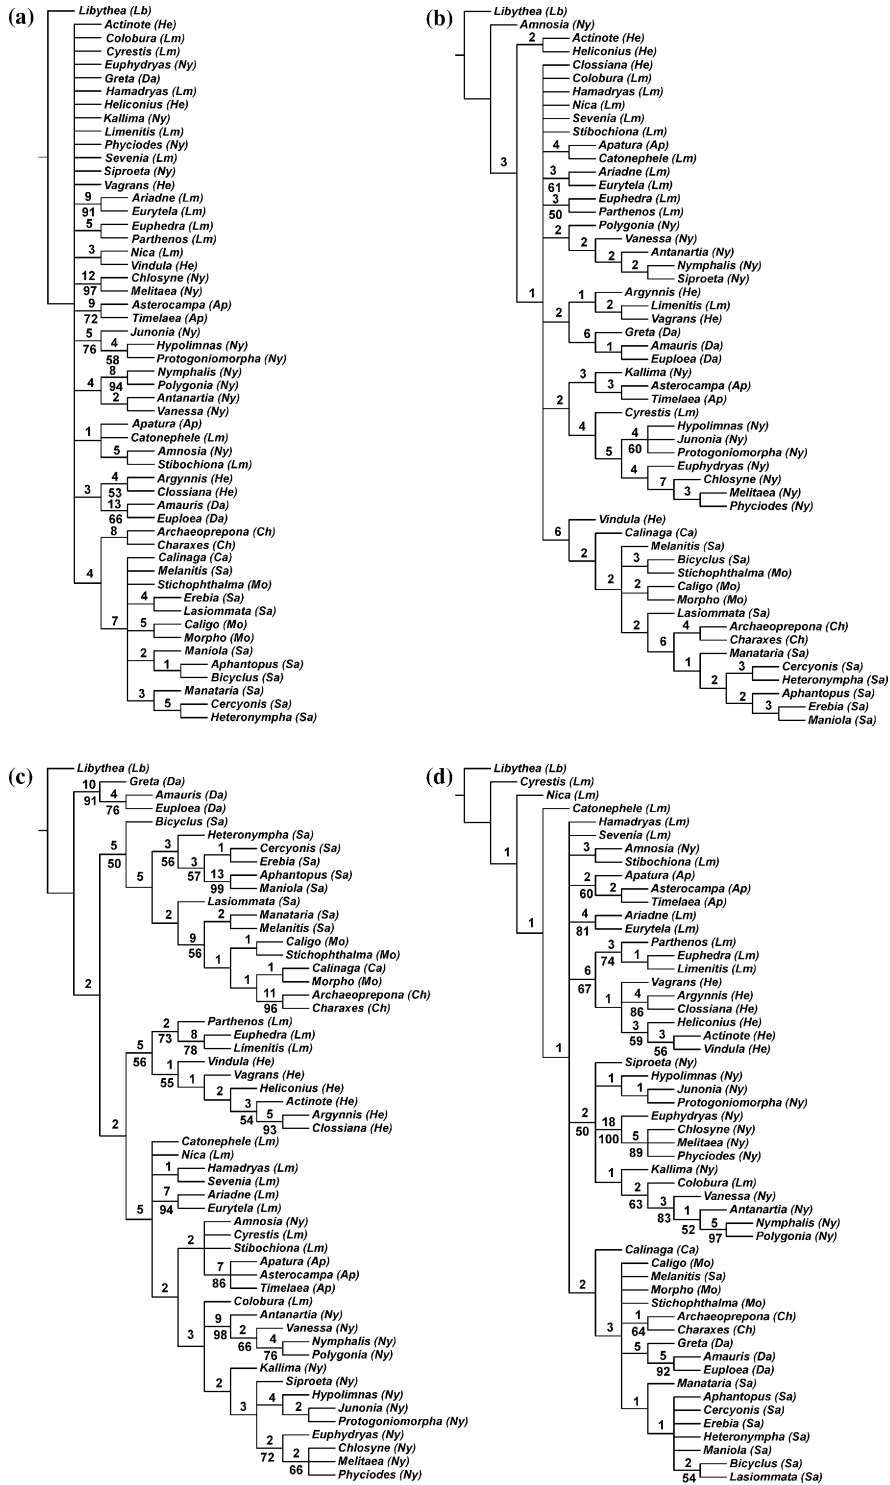 (a)
Libythea (Lb)
Actinote (He)
Colobura (Lm)
Cyrestis (Lm)
Euphydryas (Ny)
Greta (Da)
Hamadryas (Lm)
Heliconius (He)
Kallima (Ny)
Limenitis (Lm)
Phyciodes (Ny)
Sevenia (Lm)
Siproeta (Ny)
Vagrans (He)
9 Ariadne (Lm)
91 Eurytela (Lm)
5 Euphedra (Lm)
Parthenos (Lm)
3 Nica (Lm)
Vindula (He)
12 Chlosyne (Ny)
97 Melitaea (Ny)
9 Asterocampa (Ap)
72 Timelaea (Ap)
5 Junonia (Ny)
76 4 Hypolimnas (Ny)
58 Protogoniomorpha (Ny)
8 Nymphalis (Ny)
4 94 Polygonia (Ny)
2 Antanartia (Ny)
Vanessa (Ny)
Apatura (Ap)
1 Catonephele (Lm)
5 Amnosia (Ny)
Stibochiona (Lm)
4 Argynnis (He)
3 53 Clossiana (He)
13 Amauris (Da)
66 Euploea (Da)
8 Archaeoprepona (Ch)
Charaxes (Ch)
Calinaga (Ca)
4 Melanitis (Sa)
Stichophthalma (Mo)
4 Erebia (Sa)
Lasiommata (Sa)
7 5 Caligo (Mo)
Morpho (Mo)
2 Maniola (Sa)
1 Aphantopus (Sa)
Bicyclus (Sa)
3 Manataria (Sa)
5 Cercyonis (Sa)
Heteronympha (Sa)
(b)
Libythea (Lb)
Amnosia (Ny)
2 Actinote (He)
Heliconius (He)
Clossiana (He)
Colobura (Lm)
Hamadryas (Lm)
Nica (Lm)
Sevenia (Lm)
Stibochiona (Lm)
4 Apatura (Ap)
3 Catonephele (Lm)
3 Ariadne (Lm)
61 Eurytela (Lm)
3 Euphedra (Lm)
50 Parthenos (Lm)
2 Polygonia (Ny)
2 Vanessa (Ny)
2 Antanartia (Ny)
2 Nymphalis (Ny)
Siproeta (Ny)
1 1 Argynnis (He)
2 2 Limenitis (Lm)
Vagrans (He)
6 Greta (Da)
1 Amauris (Da)
Euploea (Da)
3 Kallima (Ny)
3 Asterocampa (Ap)
2 Timelaea (Ap)
4 Cyrestis (Lm)
Hypolimnas (Ny)
4 Junonia (Ny)
5 60 Protogoniomorpha (Ny)
4 Euphydryas (Ny)
7 Chlosyne (Ny)
3 Melitaea (Ny)
Phyciodes (Ny)
6 Vindula (He)
2 Calinaga (Ca)
Melanitis (Sa)
3 Bicyclus (Sa)
2 Stichophthalma (Mo)
2 Caligo (Mo)
Morpho (Mo)
2 Lasiommata (Sa)
4 Archaeoprepona (Ch)
6 Charaxes (Ch)
1 Manataria (Sa)
3 Cercyonis (Sa)
2 Heteronympha (Sa)
2 Aphantopus (Sa)
3 Erebia (Sa)
Maniola (Sa)
(c)
Libythea (Lb)
10 Greta (Da)
91 4 Amauris (Da)
76 Euploea (Da)
Bicyclus (Sa)
5 Heteronympha (Sa)
50 3 1 Cercyonis (Sa)
56 3 Erebia (Sa)
57 13 Aphantopus (Sa)
5 99 Maniola (Sa)
Lasiommata (Sa)
2 2 Manataria (Sa)
Melanitis (Sa)
9 1 Caligo (Mo)
56 Stichophthalma (Mo)
1 1 Calinaga (Ca)
1 Morpho (Mo)
2 11 Archaeoprepona (Ch)
96 Charaxes (Ch)
2 Parthenos (Lm)
73 8 Euphedra (Lm)
5 78 Limenitis (Lm)
56 1 Vindula (He)
55 1 Vagrans (He)
2 Heliconius (He)
3 Actinote (He)
54 5 Argynnis (He)
2 93 Clossiana (He)
Catonephele (Lm)
Nica (Lm)
1 Hamadryas (Lm)
Sevenia (Lm)
7 Ariadne (Lm)
5 94 Eurytela (Lm)
Amnosia (Ny)
2 Cyrestis (Lm)
Stibochiona (Lm)
7 Apatura (Ap)
86 Asterocampa (Ap)
2 Timelaea (Ap)
Colobura (Lm)
9 Antanartia (Ny)
3 98 2 Vanessa (Ny)
66 4 Nymphalis (Ny)
76 Polygonia (Ny)
2 Kallima (Ny)
Siproeta (Ny)
3 4 Hypolimnas (Ny)
2 Junonia (Ny)
Protogoniomorpha (Ny)
2 Euphydryas (Ny)
72 2 Chlosyne (Ny)
66 Melitaea (Ny)
Phyciodes (Ny)
(d)
Libythea (Lb)
Cyrestis (Lm)
Nica (Lm)
Catonephele (Lm)
Hamadryas (Lm)
Sevenia (Lm)
1 3 Amnosia (Ny)
Stibochiona (Lm)
2 Apatura (Ap)
60 2 Asterocampa (Ap)
Timelaea (Ap)
4 Ariadne (Lm)
1 81 Eurytela (Lm)
3 Parthenos (Lm)
74 1 Euphedra (Lm)
6 Limenitis (Lm)
67 Vagrans (He)
1 4 Argynnis (He)
86 Clossiana (He)
3 Heliconius (He)
59 3 Actinote (He)
1 56 Vindula (He)
Siproeta (Ny)
1 Hypolimnas (Ny)
1 Junonia (Ny)
Protogoniomorpha (Ny)
2 18 Euphydryas (Ny)
50 100 5 Chlosyne (Ny)
Melitaea (Ny)
89 Phyciodes (Ny)
1 Kallima (Ny)
2 Colobura (Lm)
63 3 Vanessa (Ny)
83 1 Antanartia (Ny)
52 5 Nymphalis (Ny)
97 Polygonia (Ny)
Calinaga (Ca)
Caligo (Mo)
Melanitis (Sa)
2 Morpho (Mo)
Stichophthalma (Mo)
1 Archaeoprepona (Ch)
3 64 Charaxes (Ch)
5 Greta (Da)
5 Amauris (Da)
92 Euploea (Da)
Manataria (Sa)
1 Aphantopus (Sa)
Cercyonis (Sa)
1 Erebia (Sa)
Heteronympha (Sa)
Maniola (Sa)
2 Bicyclus (Sa)
54 Lasiommata (Sa)